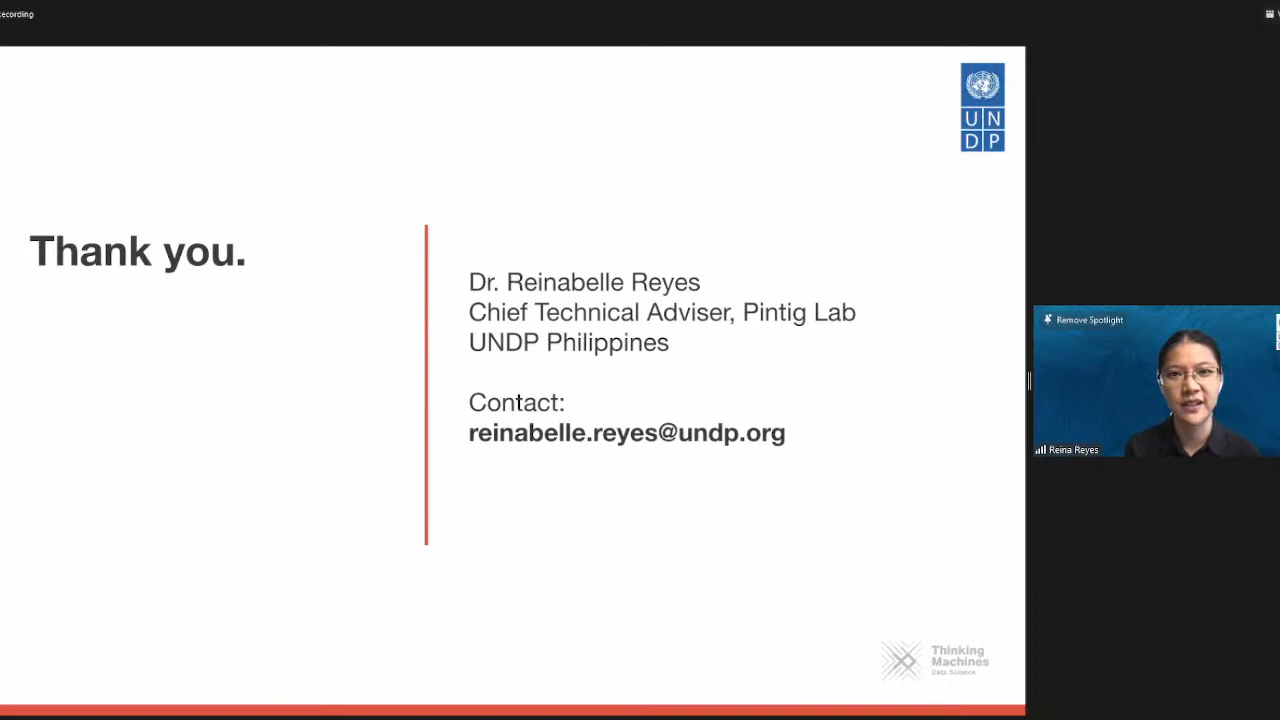 Recording
UN
DP
Thank you.
Dr. Reinabelle Reyes
Chief Technical Adviser, Pintig Lab
UNDP Philippines
Contact:
reinabelle.reyes@undp.org
Remove Spotlight
Reina Reyes
Thinking
Machines
Data Science